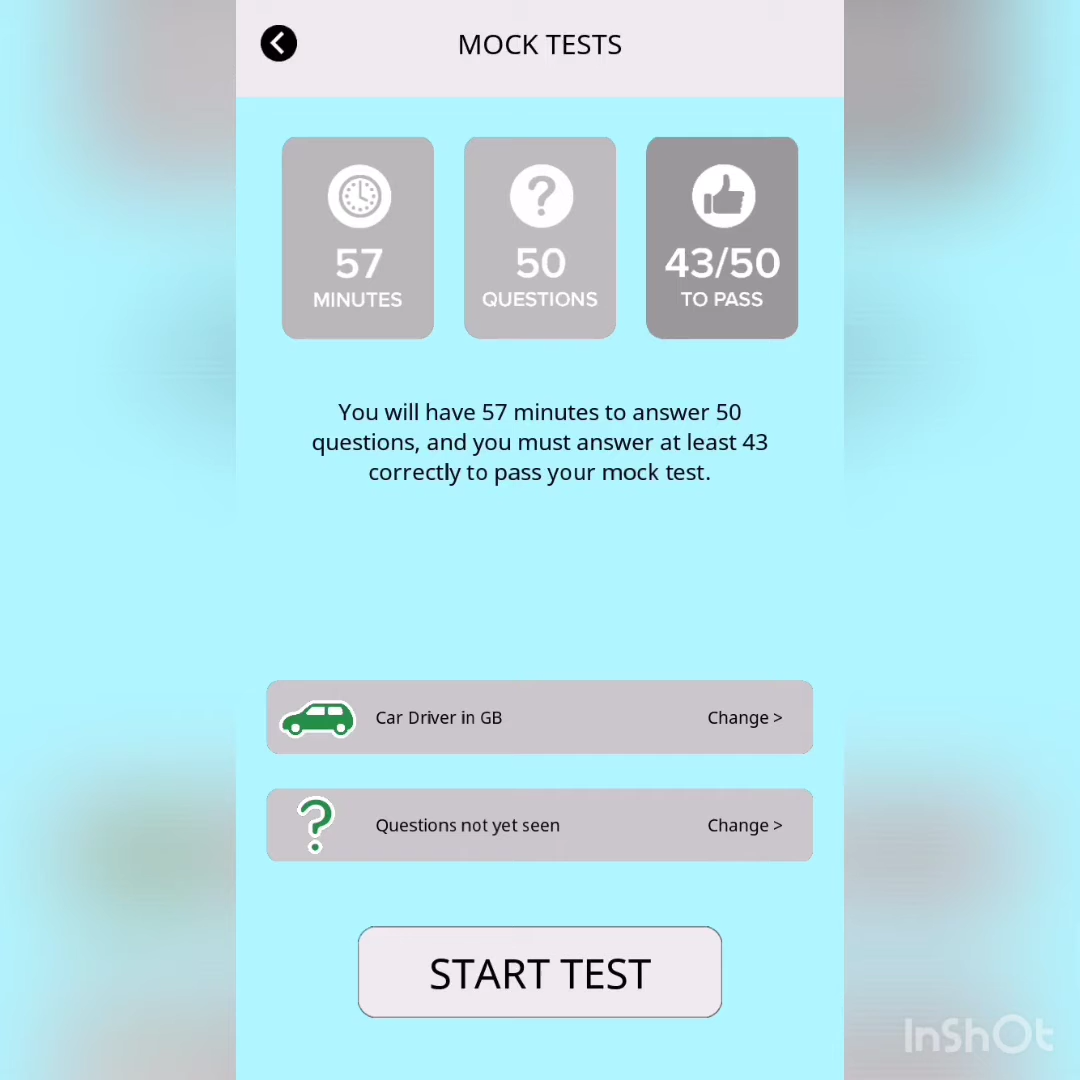 MOCK TESTS
57
MINUTES
50
QUESTIONS
43/50
TO PASS
You will have 57 minutes to answer 50
questions, and you must answer at least 43
correctly to pass your mock test.
Car Driver in GB
Change >
Questions not yet seen
Change >
START TEST
InShOt